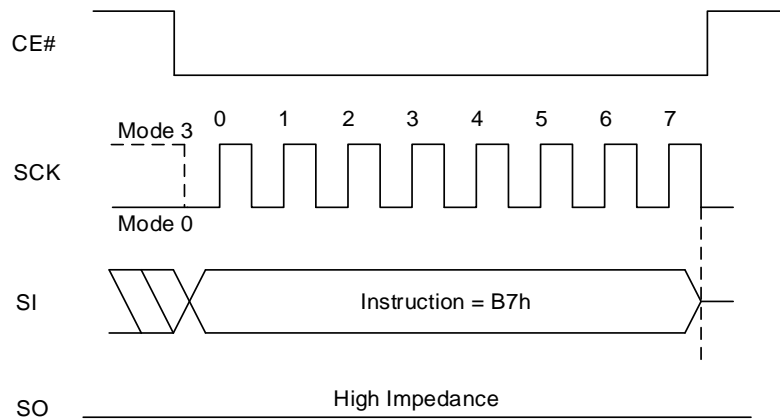 CE#
Mode 3
0 1 2 3 4 5 6 7
SCK
Mode 0
SI
Instruction = B7h
SO
High Impedance